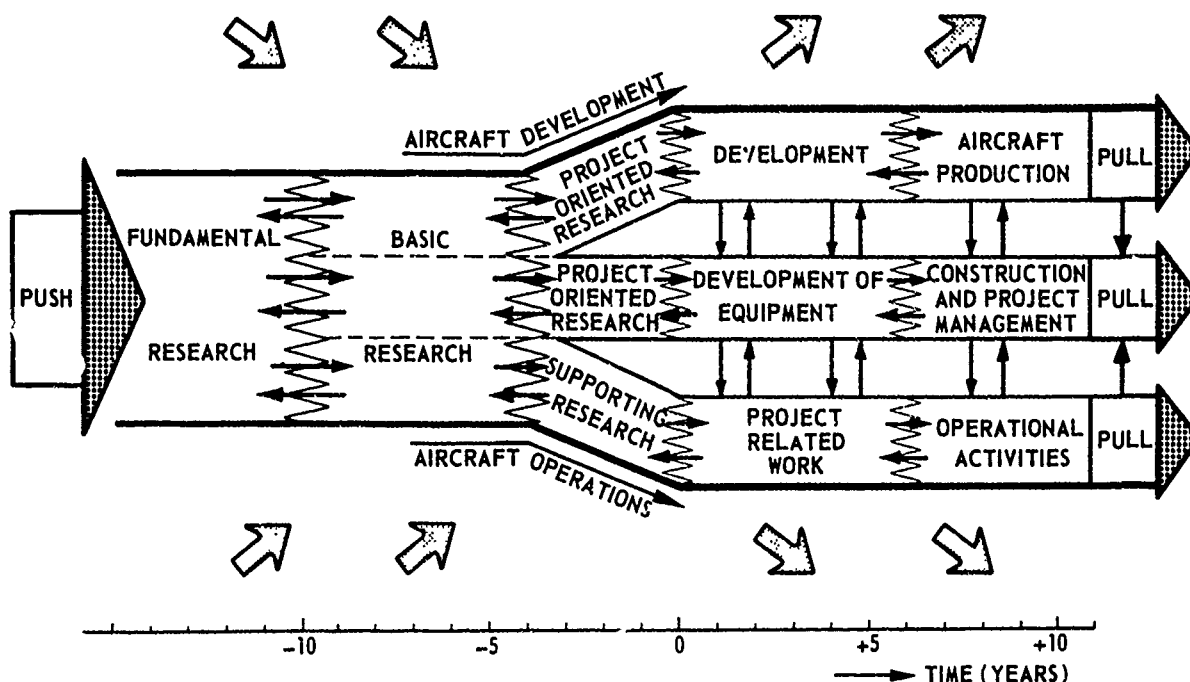 PUSH
FUNDAMENTAL
RESEARCH
BASIC
RESEARCH
AIRCRAFT DEVELOPMENT
PROJECT
ORIENTED
RESEARCH
DEVELOPMENT
AIRCRAFT
PRODUCTION
PULL
PROJECT
ORIENTED
RESEARCH
DEVELOPMENT OF
EQUIPMENT
CONSTRUCTION
AND PROJECT
MANAGEMENT
PULL
SUPPORTING
RESEARCH
PROJECT
RELATED
WORK
OPERATIONAL
ACTIVITIES
PULL
AIRCRAFT OPERATIONS
-10
-5
0
+5
+10
TIME (YEARS)